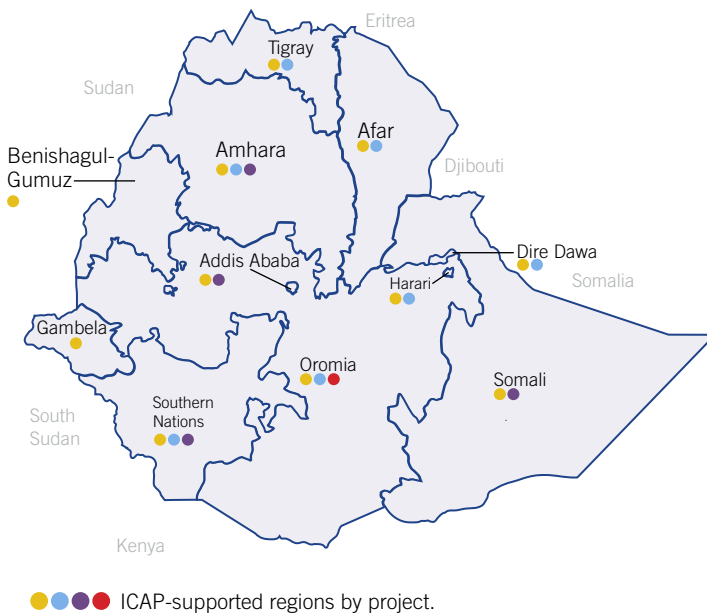 Eritrea
Tigray
Sudan
Afar
Amhara
Benishagul-
Gumuz
Djibouti
Dire Dawa
Addis Ababa
Somalia
Harari
Gambela
Oromia
Somali
Southern
Nations
South
Sudan
Kenya
ICAP-supported regions by project.